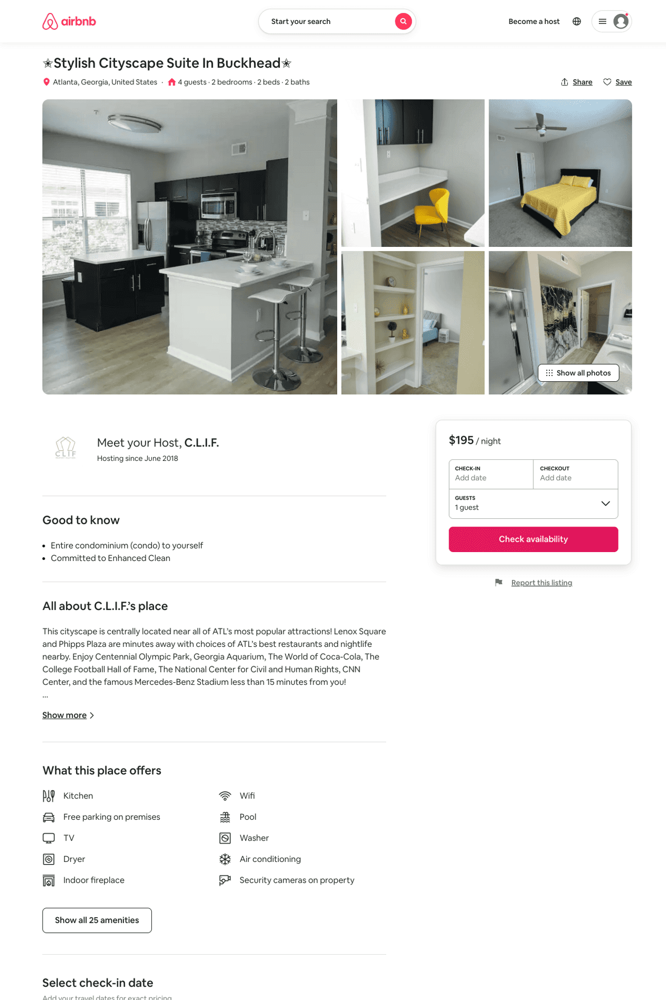 airbnb
Start your search
Become a host
✭Stylish Cityscape Suite In Buckhead✭
Atlanta, Georgia, United States · 4 guests · 2 bedrooms · 2 beds · 2 baths
Share
Save
Show all photos
CLIF
Meet your Host, C.L.I.F.
Hosting since June 2018
$195 / night
CHECK-IN
Add date
CHECKOUT
Add date
GUESTS
1 guest
Check availability
Report this listing
Good to know
• Entire condominium (condo) to yourself
• Committed to Enhanced Clean
All about C.L.I.F.’s place
This cityscape is centrally located near all of ATL’s most popular attractions! Lenox Square
and Phipps Plaza are minutes away with choices of ATL’s best restaurants and nightlife
nearby. Enjoy Centennial Olympic Park, Georgia Aquarium, The World of Coca-Cola, The
College Football Hall of Fame, The National Center for Civil and Human Rights, CNN
Center, and the famous Mercedes-Benz Stadium less than 15 minutes from you!
...
Show more
What this place offers
Kitchen
Wifi
Free parking on premises
Pool
TV
Washer
Dryer
Air conditioning
Indoor fireplace
Security cameras on property
Show all 25 amenities
Select check-in date
Add your travel dates for exact pricing